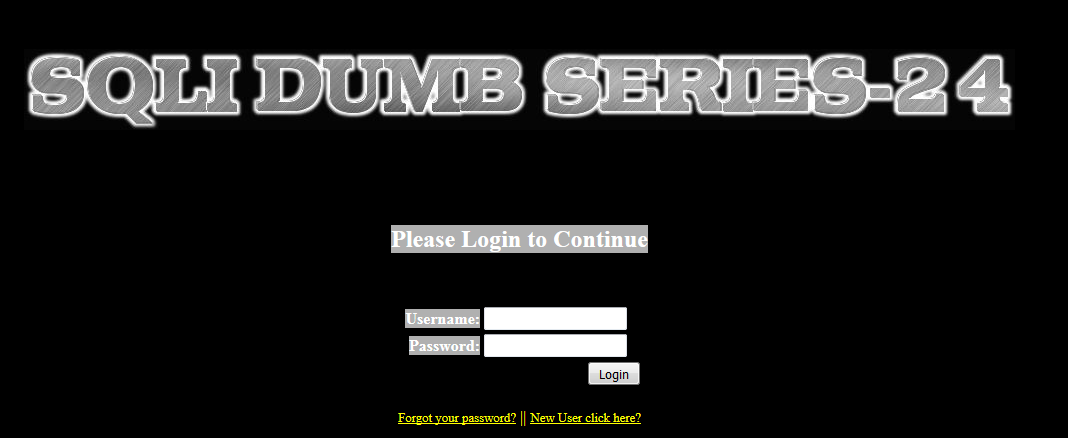 SQLI DUMB SERIES-24
Please Login to Continue
Username:
Password:
Login
Forgot your password? || New User click here?